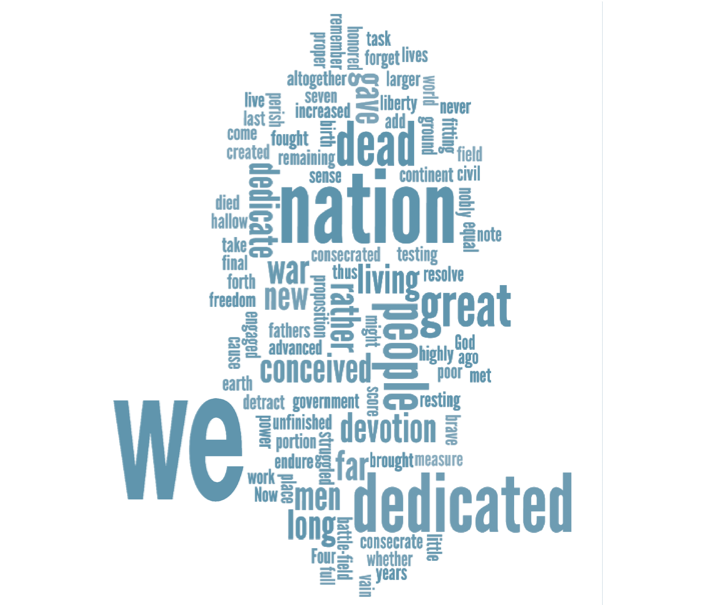 remember
honored
proper
task
forget
lives
altogether
gave
larger
world
live
perish
seven
increased
liberty
never
last
add
come
fought
birth
dead
ground
fitting
created
remaining
field
dedicate
sense
continent
civil
nation
died
nobly
hallow
equal
note
take
consecrated
testing
final
war
thus
living
resolve
forth
new
proposition
rather
people
great
freedom
engaged
fathers
might
cause
advanced
highly
God
ago
conceived
poor
met
earth
detract
government
score
resting
we
power
unfinished
devotion
brave
portion
struggled
endure
far
brought
measure
work
place
Now
men
dedicated
long
battle-field
consecrate
little
Four
full
whether
years
vain